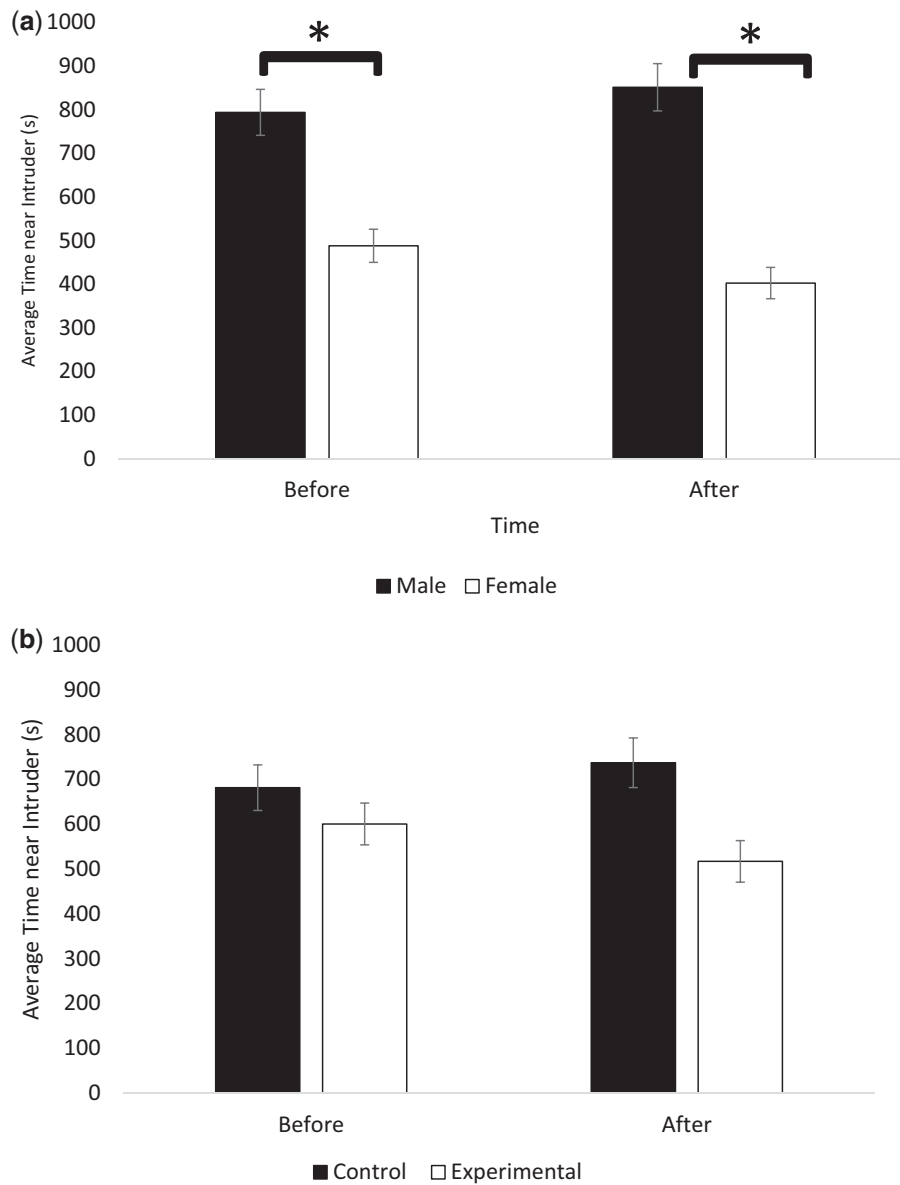 (a)
1000
900
800
700
600
500
400
300
200
100
0
Average Time near Intruder (s)
*
*
Before After
Time
Male Female
(b)
1000
900
800
700
600
500
400
300
200
100
0
Average Time near Intruder (s)
Before After
Control Experimental